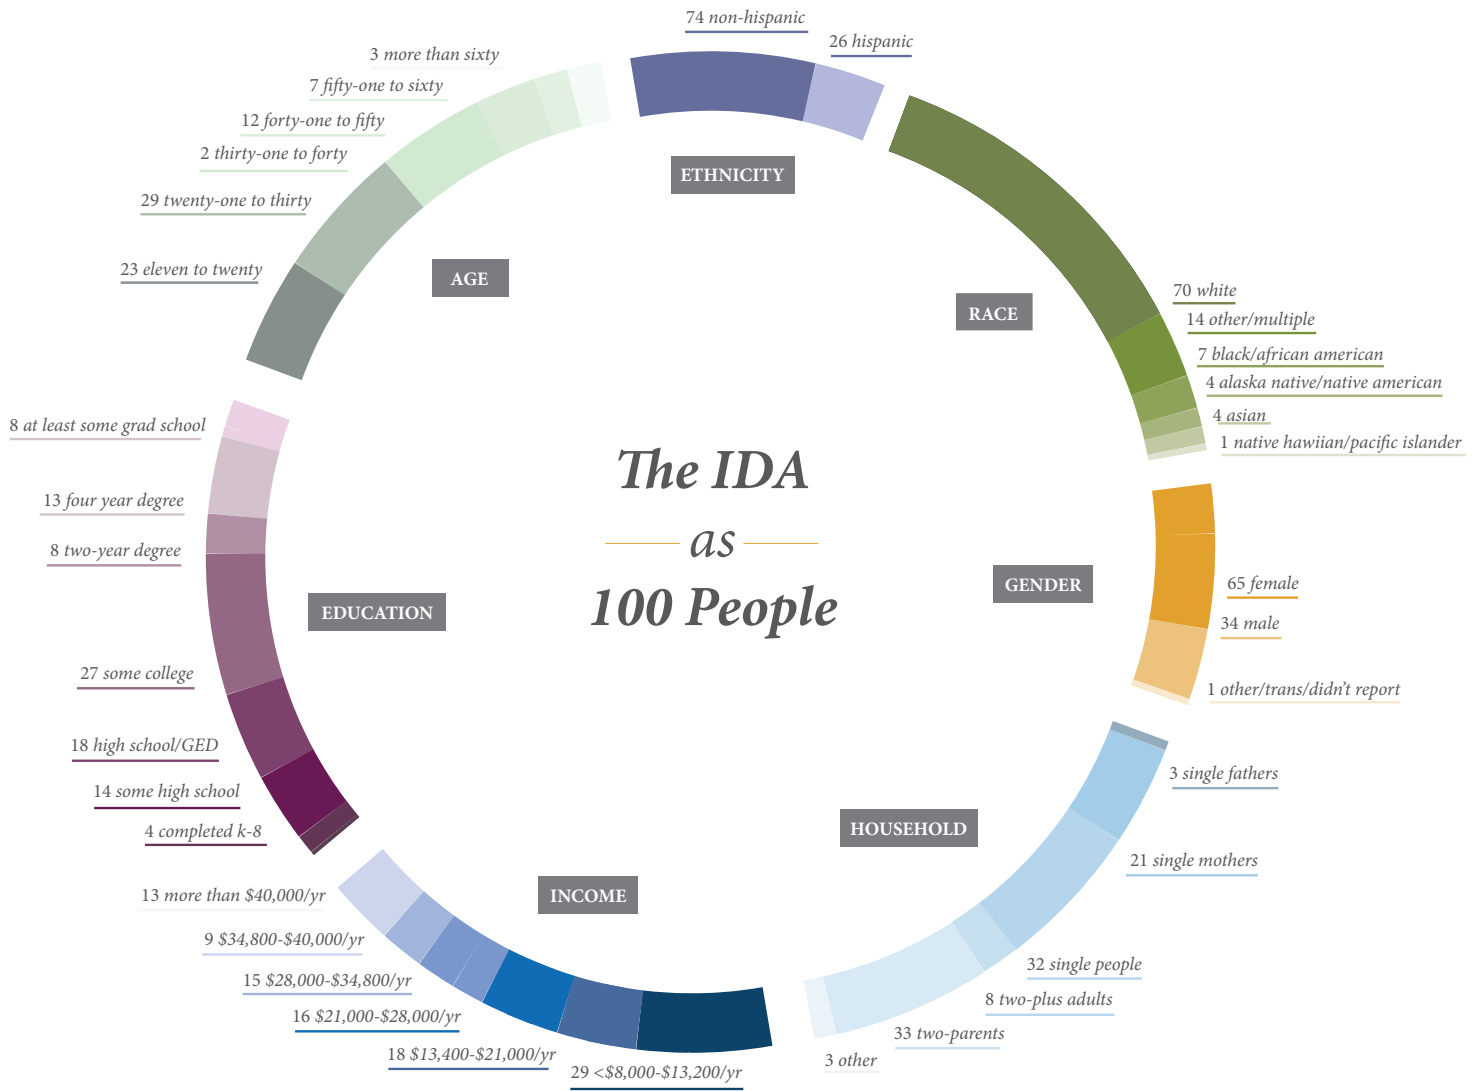 The IDA
as
100 People
ETHNICITY
74 non-hispanic
26 hispanic
RACE
70 white
14 other/multiple
7 black/african american
4 alaska native/native american
4 asian
1 native hawiian/pacific islander
GENDER
65 female
34 male
1 other/trans/didn't report
HOUSEHOLD
3 single fathers
21 single mothers
32 single people
8 two-plus adults
33 two-parents
3 other
INCOME
29 <$8,000-$13,200/yr
18 $13,400-$21,000/yr
16 $21,000-$28,000/yr
15 $28,000-$34,800/yr
9 $34,800-$40,000/yr
13 more than $40,000/yr
EDUCATION
4 completed k-8
14 some high school
18 high school/GED
27 some college
8 two-year degree
13 four year degree
8 at least some grad school
AGE
23 eleven to twenty
29 twenty-one to thirty
2 thirty-one to forty
12 forty-one to fifty
7 fifty-one to sixty
3 more than sixty